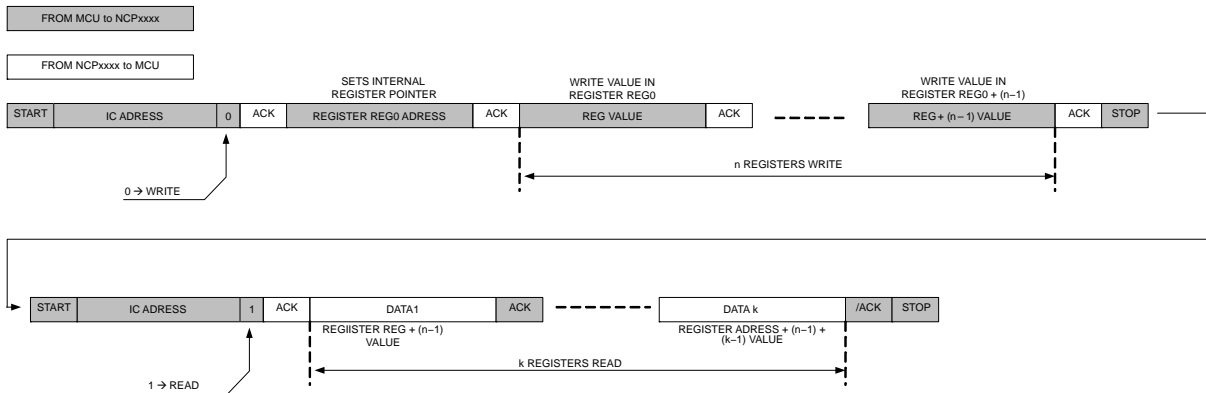 FROM MCU to NCPxxxx
FROM NCPxxxx to MCU
SETS INTERNAL
REGISTER POINTER
WRITE VALUE IN
REGISTER REG0
WRITE VALUE IN
REGISTER REG0 + (n−1)
START IC ADRESS 0 ACK REGISTER REG0 ADRESS ACK REG VALUE ACK REG + (n − 1) VALUE ACK STOP
n REGISTERS WRITE
0 → WRITE
START IC ADRESS 1 ACK DATA1 ACK DATA k /ACK STOP
REGIISTER REG + (n−1)
VALUE
REGISTER ADRESS + (n−1) +
(k−1) VALUE
k REGISTERS READ
1 → READ